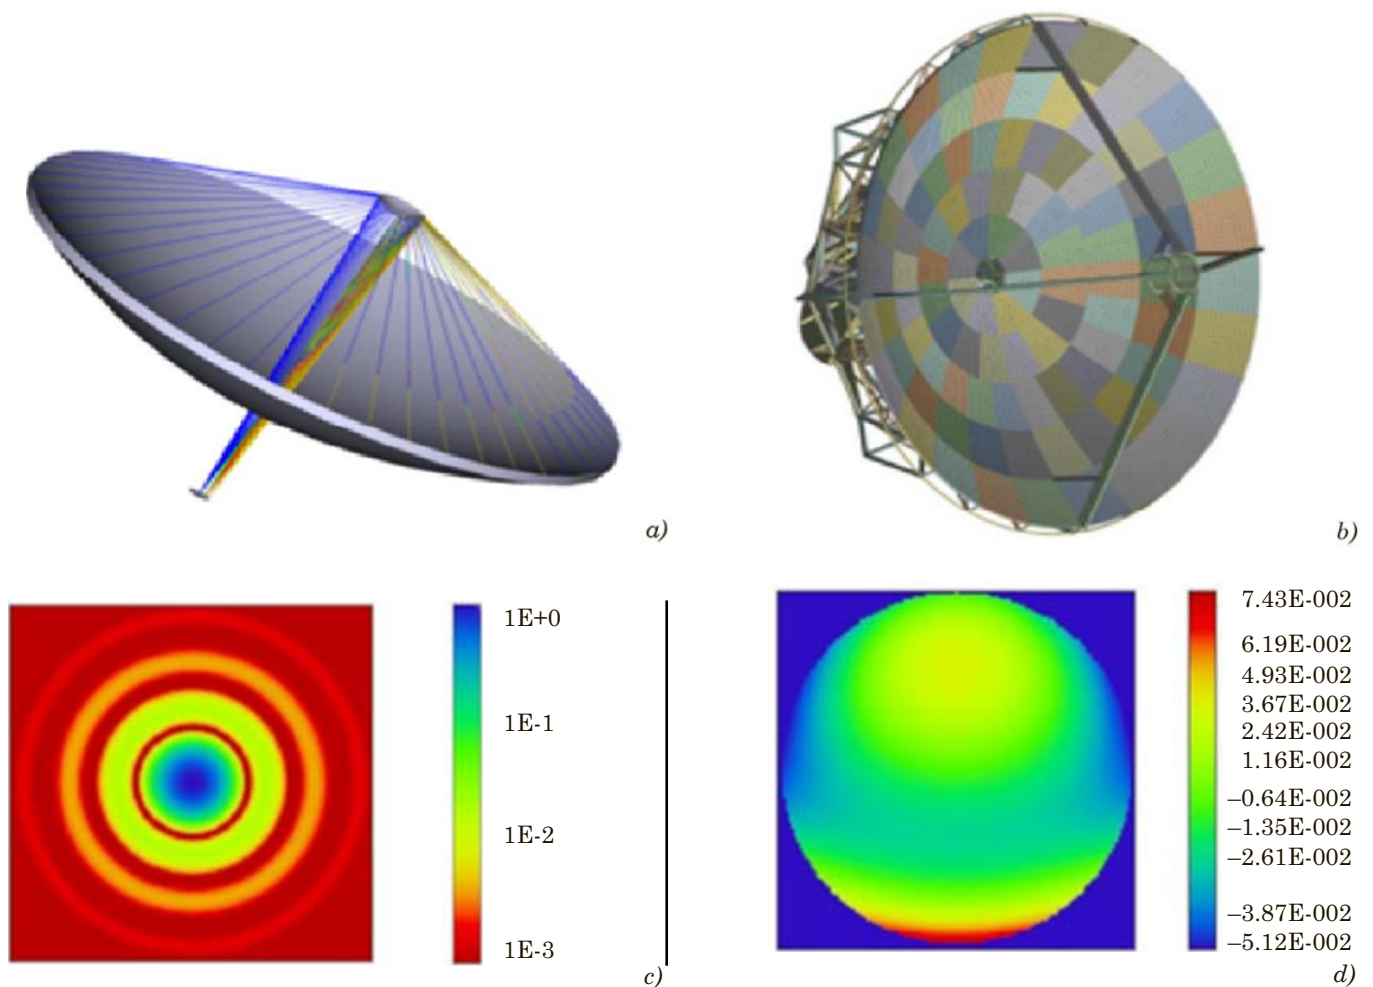 a)
b)
1E+0
1E-1
1E-2
1E-3
c)
7.43E-002
6.19E-002
4.93E-002
3.67E-002
2.42E-002
1.16E-002
–0.64E-002
–1.35E-002
–2.61E-002
–3.87E-002
–5.12E-002
d)